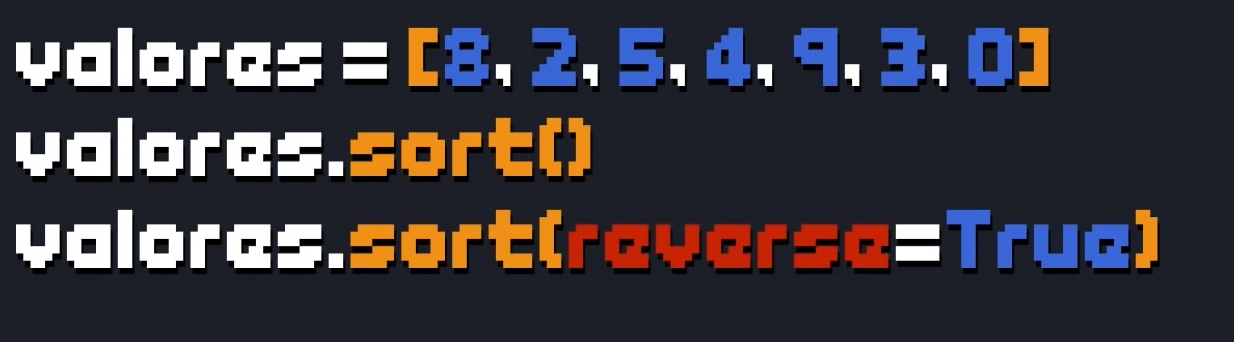 valores = [8, 2, 5, 4, 9, 3, 0]
valores.sort()
valores.sort(reverse=True)